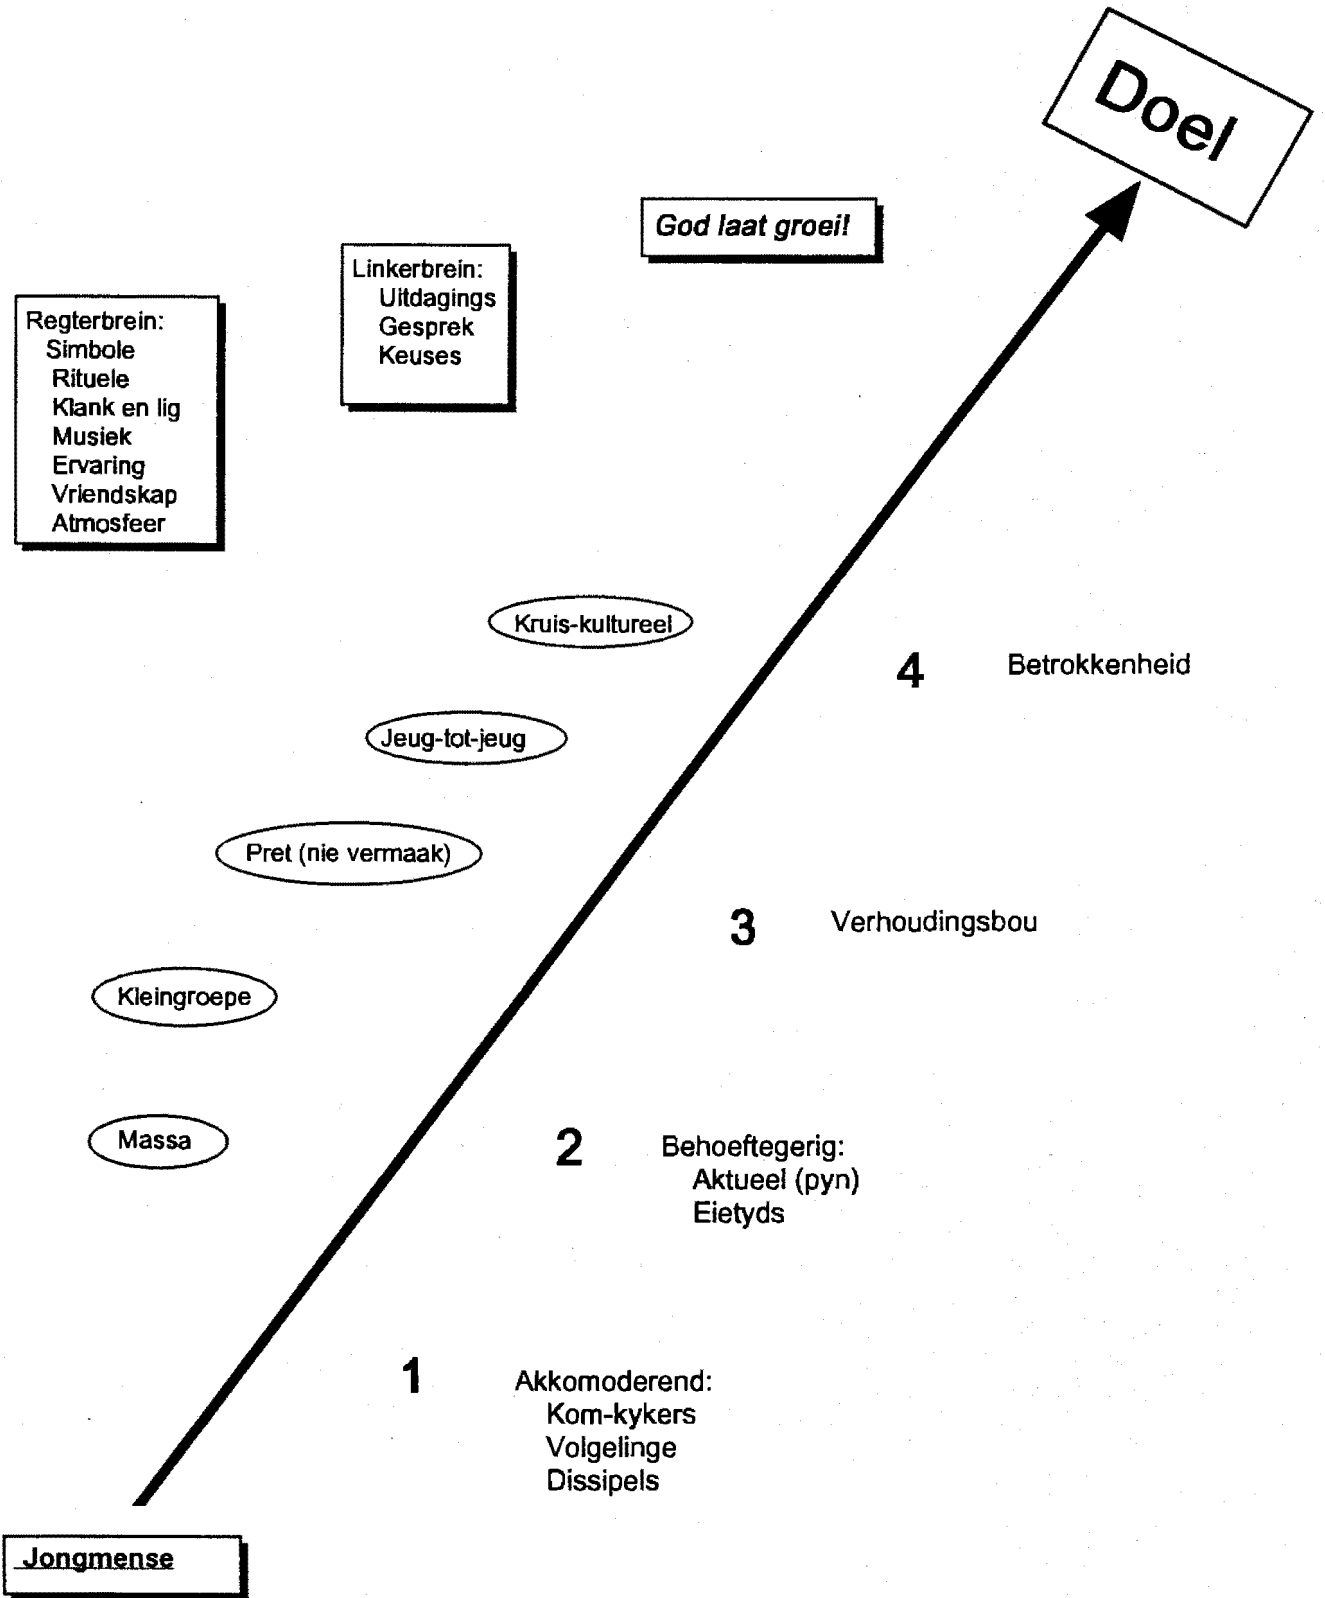 Doel
God laat groei!
Linkerbrein:
Uitdagings
Gesprek
Keuses
Regterbrein:
Simbole
Rituele
Klank en lig
Musiek
Ervaring
Vriendskap
Atmosfeer
Kruis-kultureel
4 Betrokkenheid
Jeug-tot-jeug
Pret (nie vermaak)
3 Verhoudingsbou
Kleingroepe
Massa
2 Behoeftegerig:
Aktueel (pyn)
Eietyds
1 Akkomoderend:
Kom-kykers
Volgelinge
Dissipels
Jongmense